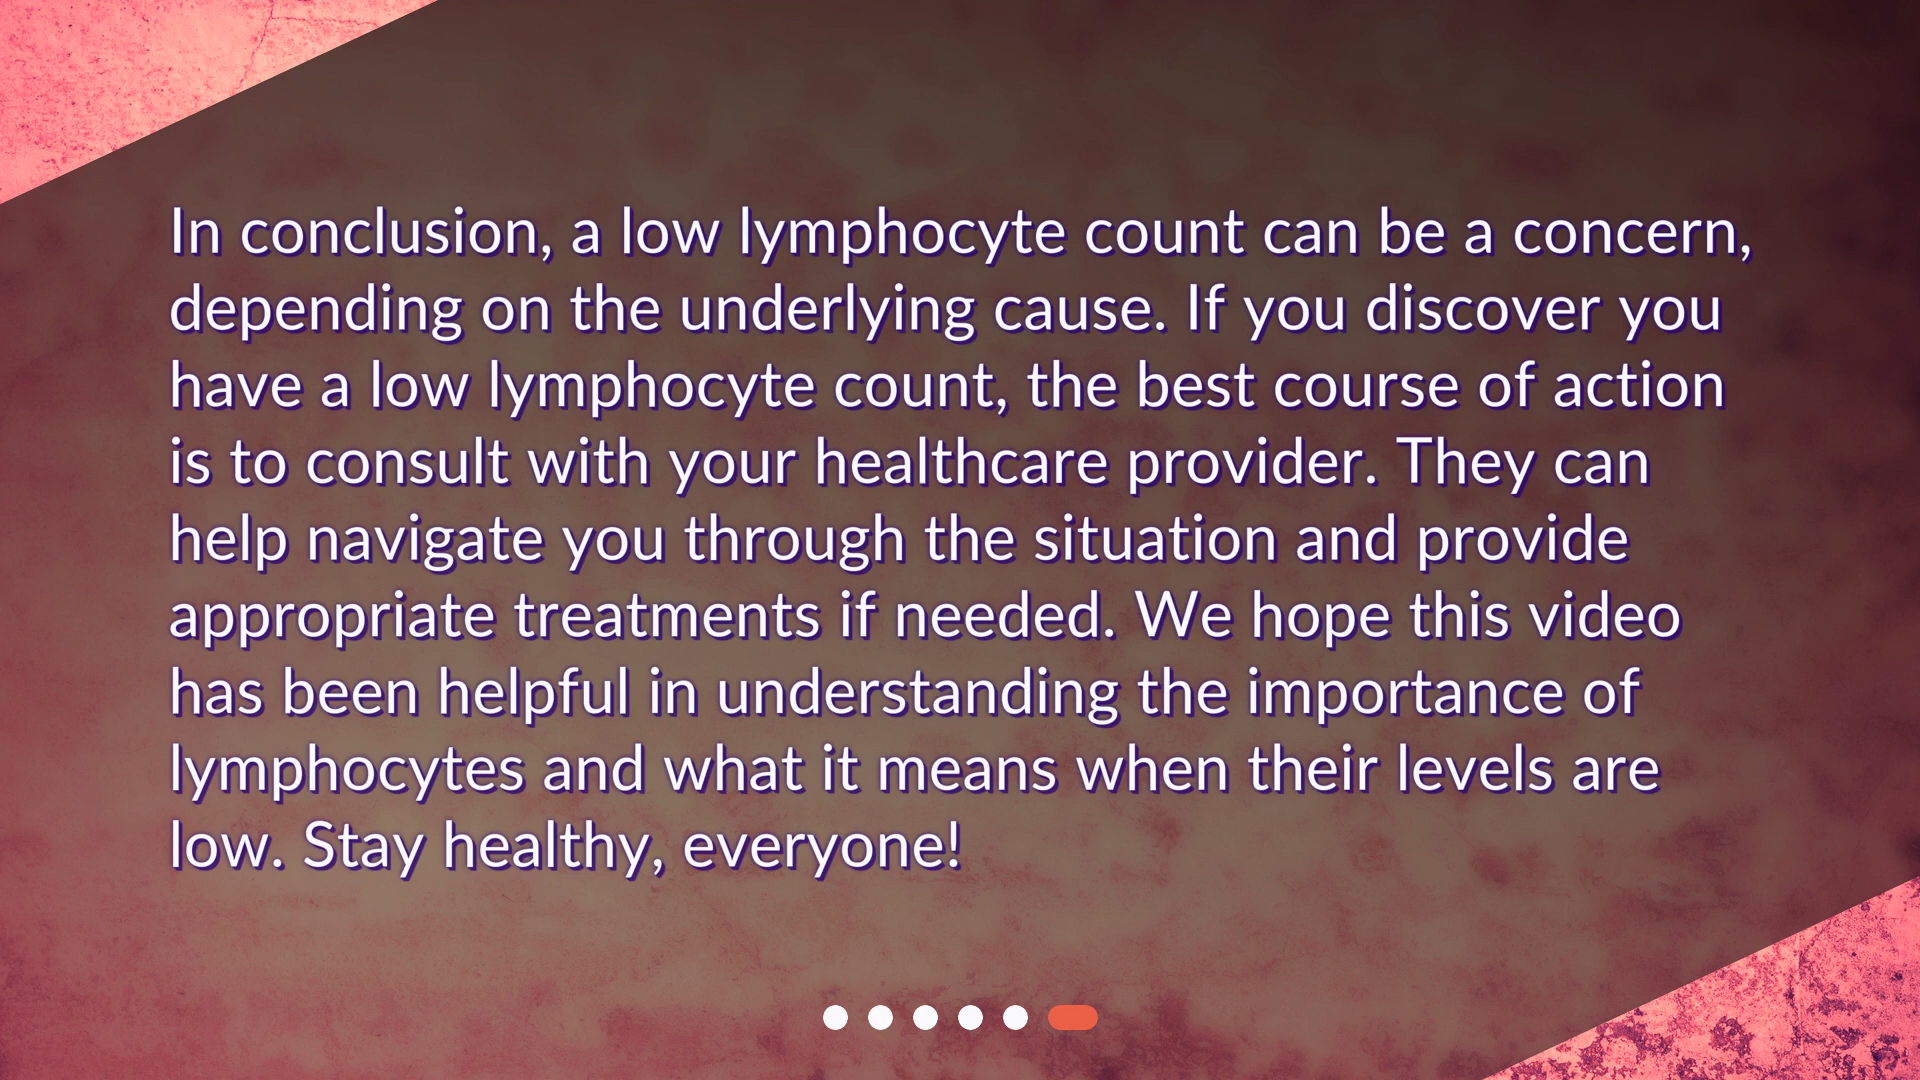 In conclusion, a low lymphocyte count can be a concern,
depending on the underlying cause. If you discover you
have a low lymphocyte count, the best course of action
is to consult with your healthcare provider. They can
help navigate you through the situation and provide
appropriate treatments if needed. We hope this video
has been helpful in understanding the importance of
lymphocytes and what it means when their levels are
low. Stay healthy, everyone!